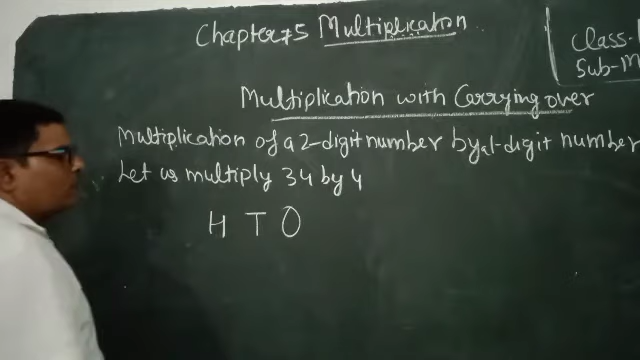 Chapter #5 Multiplication
Class-
Sub-M
Multiplication with Carrying over
Multiplication of a 2-digit number by a 1-digit number
Let us multiply 34 by 4
H T O